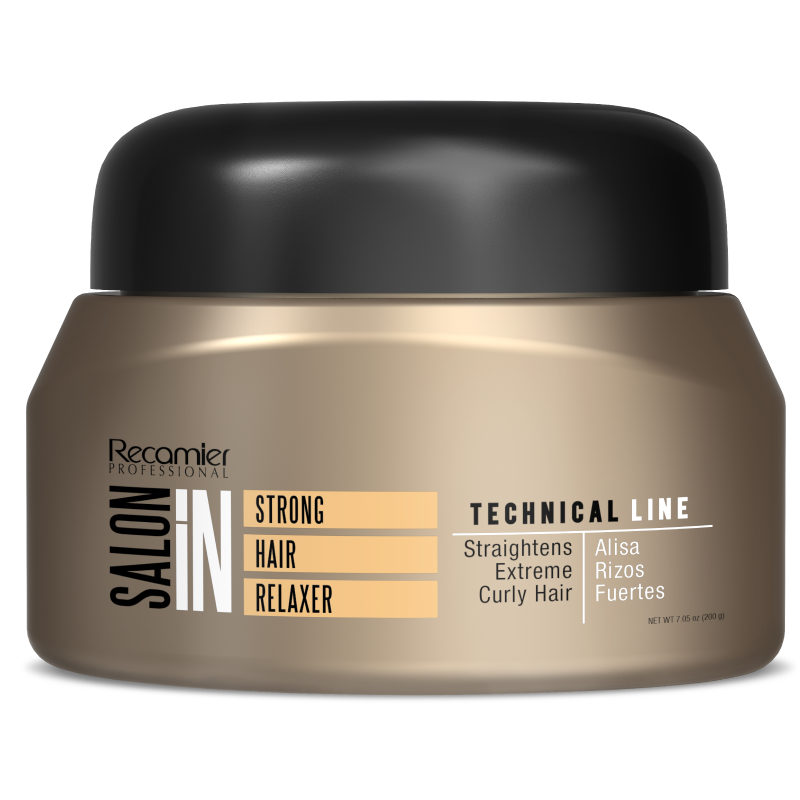 Recamier
PROFESSIONAL
SALON
iN
STRONG
HAIR
RELAXER
TECHNICAL LINE
Straightens
Extreme
Curly Hair
Alisa
Rizos
Fuertes
NET WT 7.05 oz (200 g)